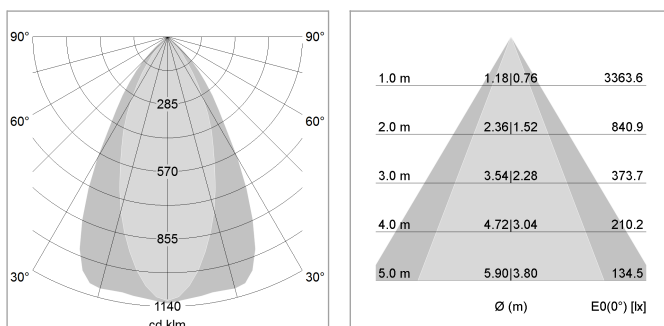 90° 90°
285
60° 60°
570
855
30° 30°
1140
cd klm
1.0 m 1.18|0.76 3363.6
2.0 m 2.36|1.52 840.9
3.0 m 3.54|2.28 373.7
4.0 m 4.72|3.04 210.2
5.0 m 5.90|3.80 134.5
Ø (m) E0(0°) [lx]